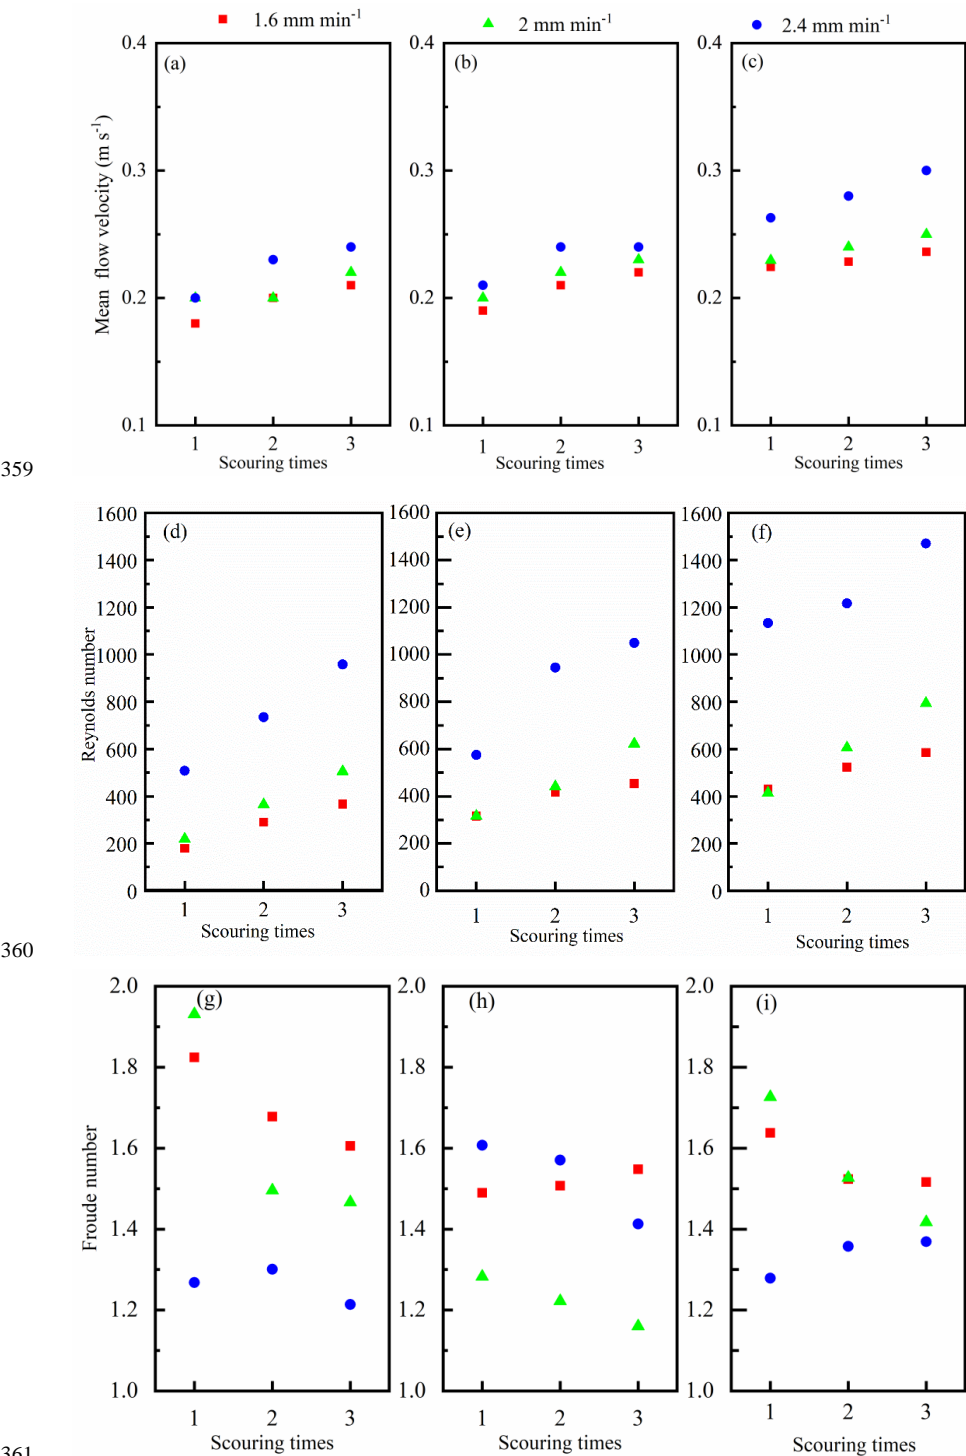 1.6 mm min-1 2 mm min-1 2.4 mm min-1
(a) (b) (c)
0.4 0.4 0.4
0.3 0.3 0.3
0.2 0.2 0.2
0.1 0.1 0.1
Mean flow velocity (m s-1)
1 2 3 1 2 3 1 2 3
Scouring times Scouring times Scouring times
359
(d) (e) (f)
1600 1600 1600
1400 1400 1400
1200 1200 1200
1000 1000 1000
800 800 800
600 600 600
400 400 400
200 200 200
0 0 0
Reynolds number
1 2 3 1 2 3 1 2 3
Scouring times Scouring times Scouring times
360
(g) (h) (i)
2.0 2.0 2.0
1.8 1.8 1.8
1.6 1.6 1.6
1.4 1.4 1.4
1.2 1.2 1.2
1.0 1.0 1.0
Froude number
1 2 3 1 2 3 1 2 3
Scouring times Scouring times Scouring times
361